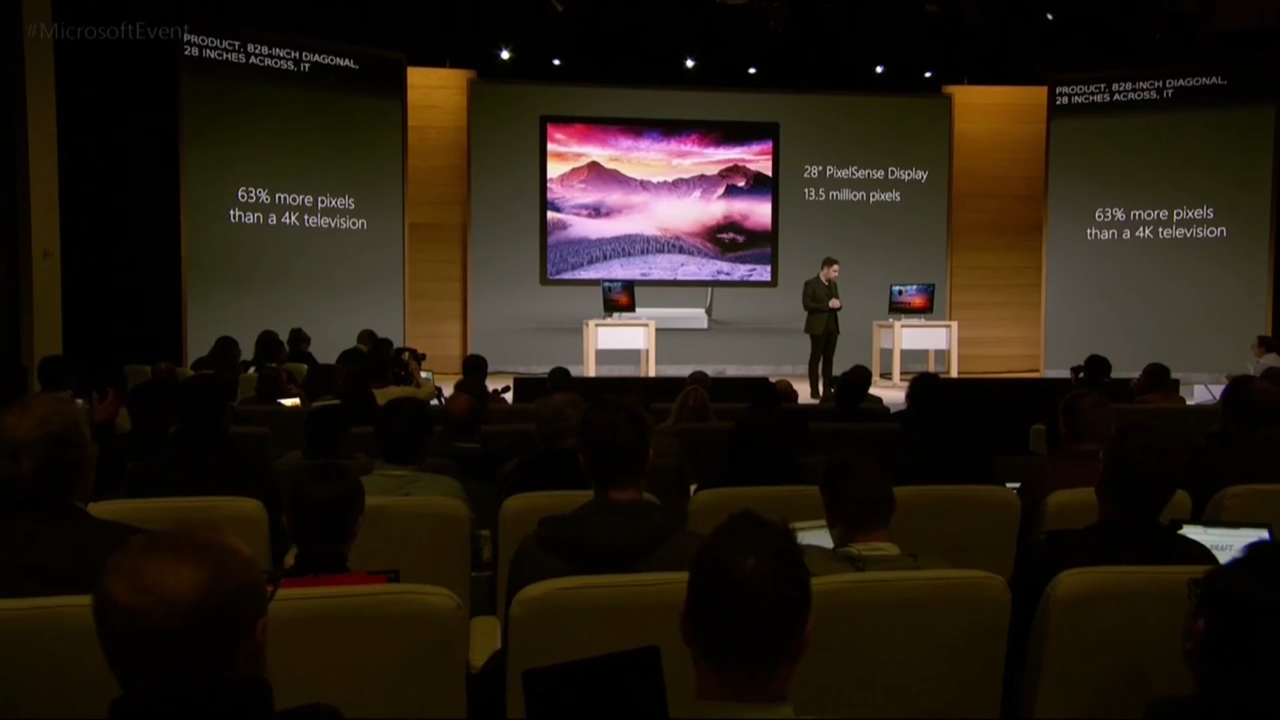 #MicrosoftEvent
PRODUCT, 828-INCH DIAGONAL,
28 INCHES ACROSS, IT
63% more pixels
than a 4K television
28" PixelSense Display
13.5 million pixels
PRODUCT, 828-INCH DIAGONAL,
28 INCHES ACROSS, IT
63% more pixels
than a 4K television
DRAFT